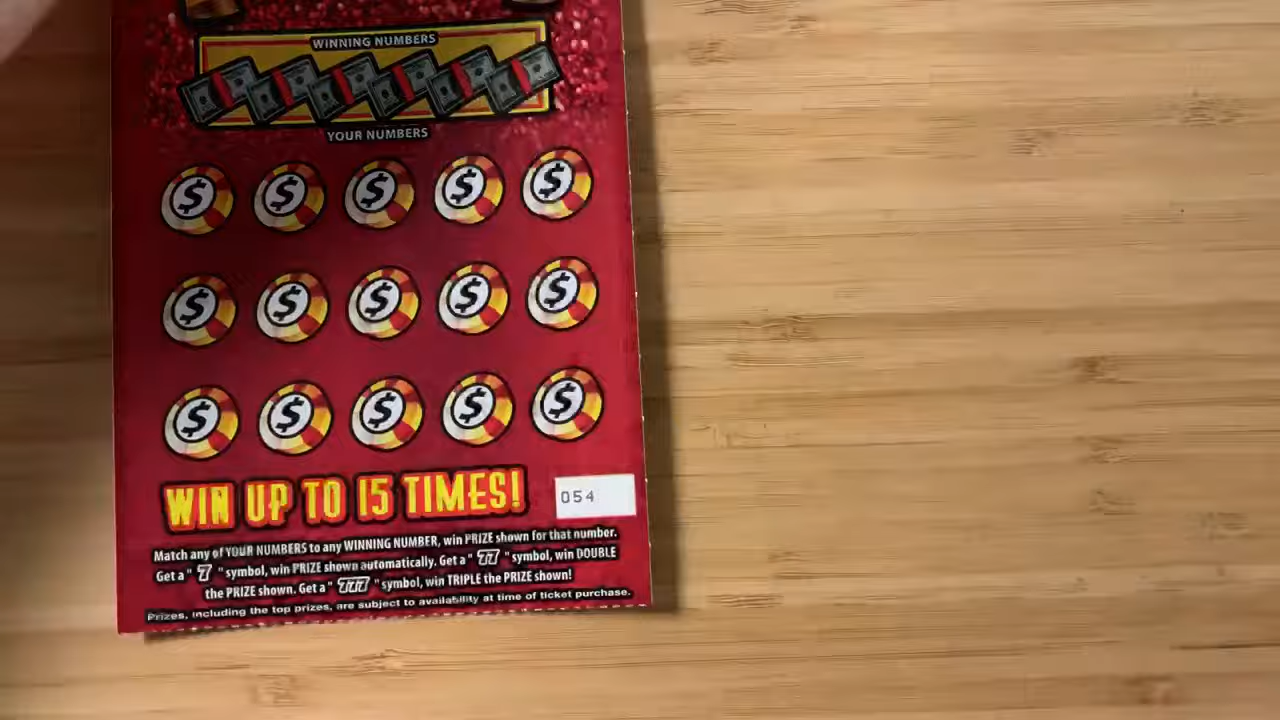 WINNING NUMBERS
YOUR NUMBERS
$ $ $ $ $
$ $ $ $ $
$ $ $ $ $
WIN UP TO 15 TIMES!
054
Match any of YOUR NUMBERS to any WINNING NUMBER, win PRIZE shown for that number.
Get a "7" symbol, win PRIZE shown automatically. Get a "77" symbol, win DOUBLE
the PRIZE shown. Get a "777" symbol, win TRIPLE the PRIZE shown!
Prizes, including the top prizes, are subject to availability at time of ticket purchase.